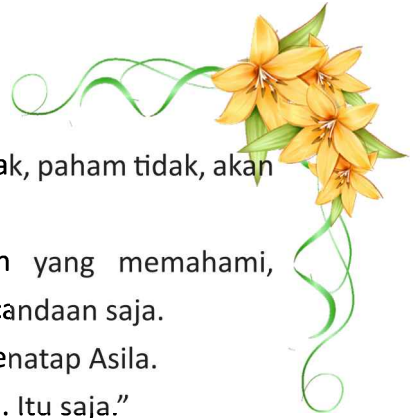 ak, paham tidak, akan
yang memahami,
candaan saja.
enatap Asila.
. Itu saja.”